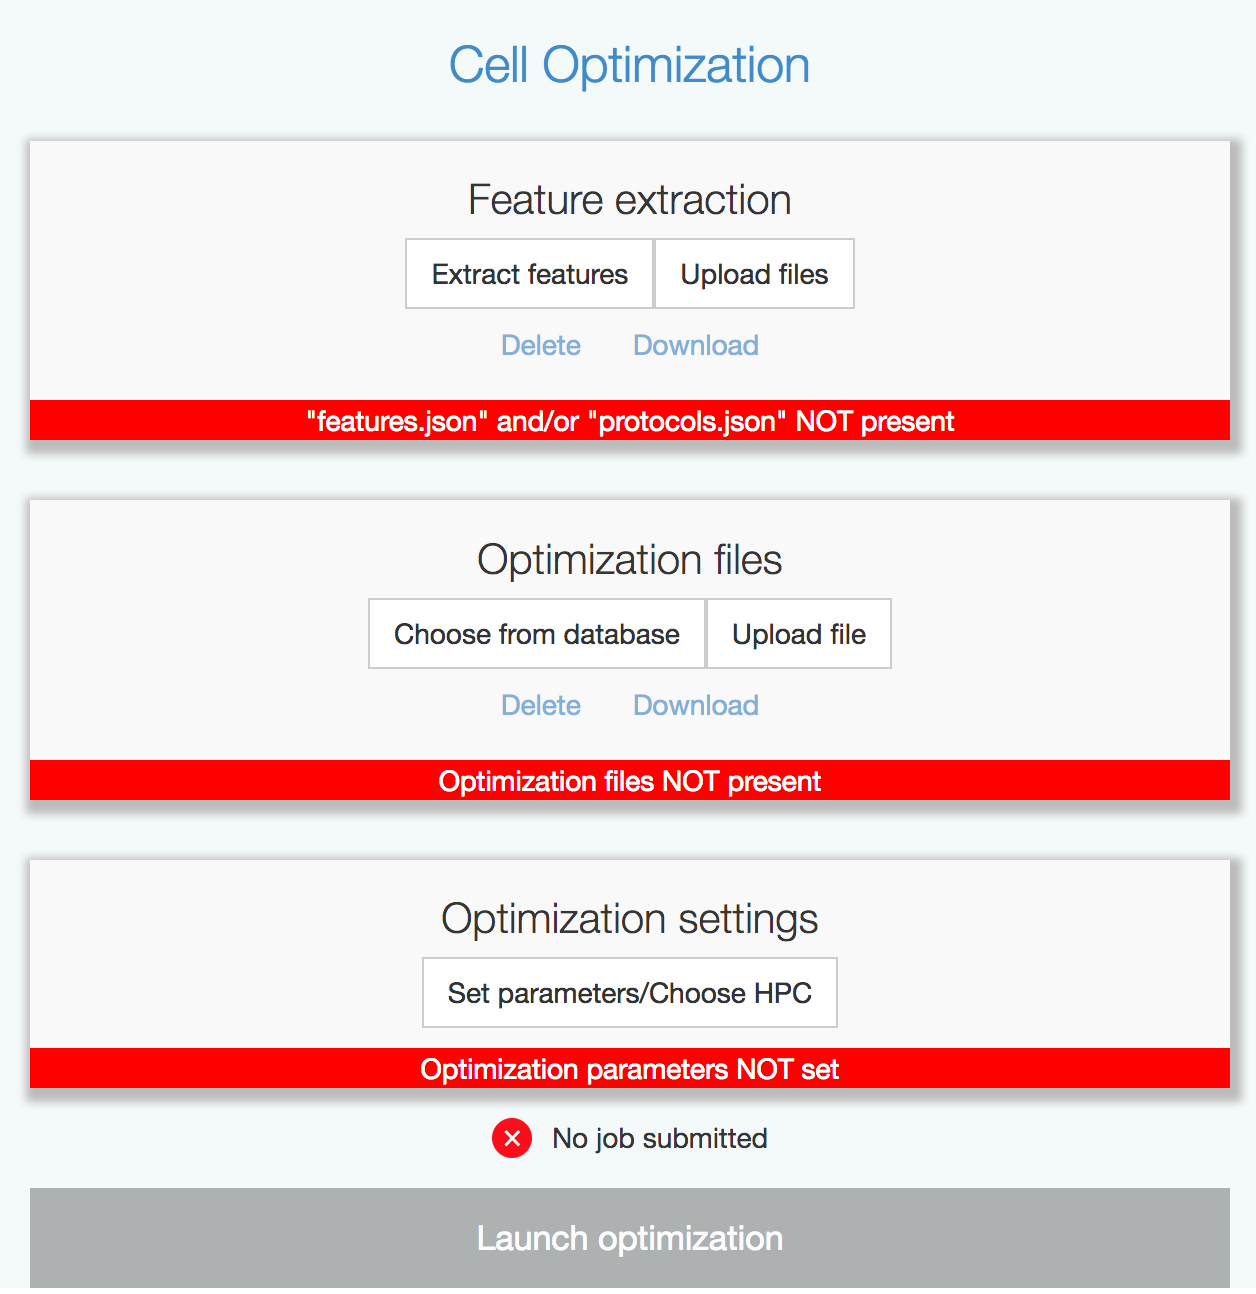 Cell Optimization
Feature extraction
Extract features Upload files
Delete Download
"features.json" and/or "protocols.json" NOT present
Optimization files
Choose from database Upload file
Delete Download
Optimization files NOT present
Optimization settings
Set parameters/Choose HPC
Optimization parameters NOT set
No job submitted
Launch optimization